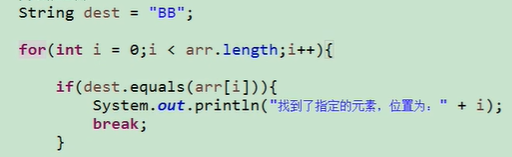 String dest = "BB";
for(int i = 0;i < arr.length;i++){
if(dest.equals(arr[i])){
System.out.println("找到了指定的元素，位置为：" + i);
break;
}